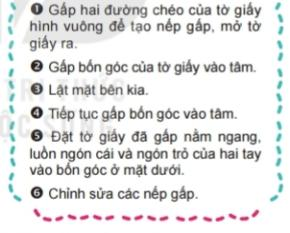 ❶ Gấp hai đường chéo của tờ giấy
hình vuông để tạo nếp gấp, mở tờ
giấy ra.
❷ Gấp bốn góc của tờ giấy vào tâm.
❸ Lật mặt bên kia.
❹ Tiếp tục gấp bốn góc vào tâm.
❺ Đặt tờ giấy đã gấp nằm ngang,
luồn ngón cái và ngón trỏ của hai tay
vào bốn góc ở mặt dưới.
❻ Chỉnh sửa các nếp gấp.